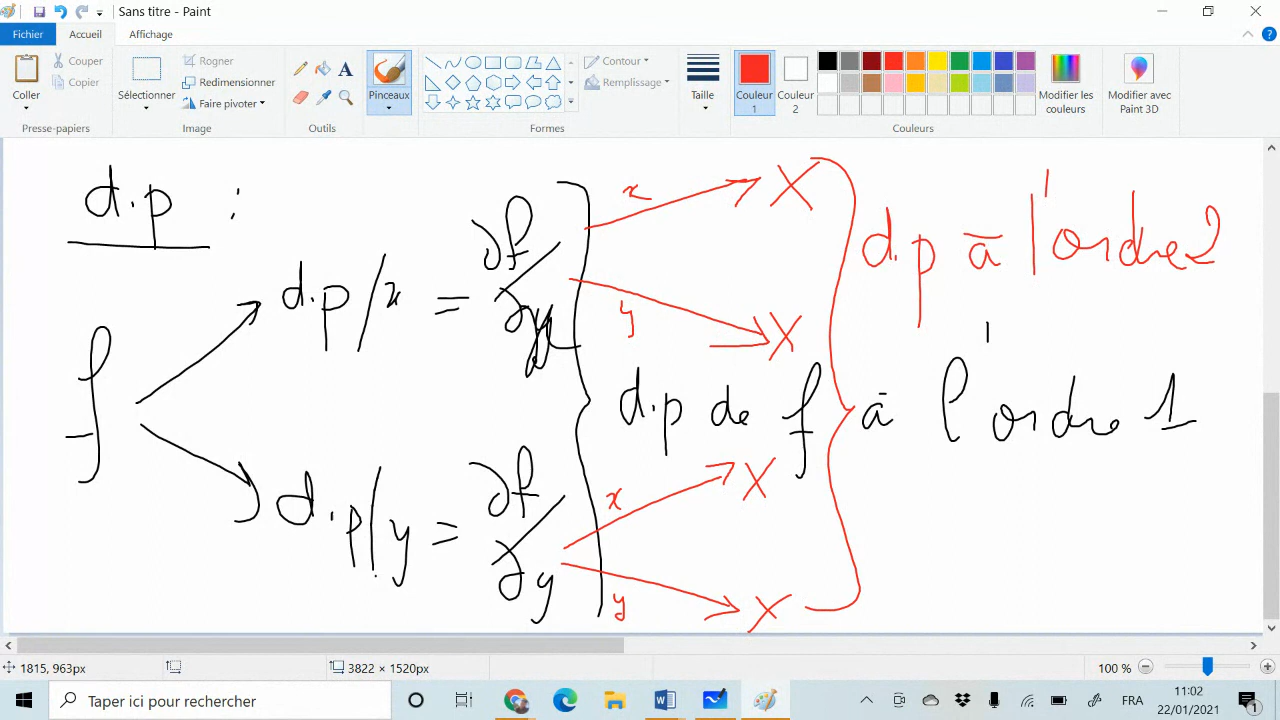 Sans titre - Paint
Fichier Accueil Affichage
Coller
Couper
Copier
Presse-papiers
Sélectionner
Rogner
Redimensionner
Faire pivoter
Image
A
Outils
Pinceaux
Contour
Remplissage
Formes
Taille
Couleur 1
Couleur 2
Modifier les couleurs
Modifier avec Paint 3D
Couleurs
d.p :
f
d.p/x =
x
X
y
X
d.p à l'ordre 2
d.p de f à l'ordre 1
d.p/y = ∂f/∂y
x
X
y
X
1815, 963px
3822 × 1520px
100 %
Taper ici pour rechercher
FRA
11:02
22/01/2021
1